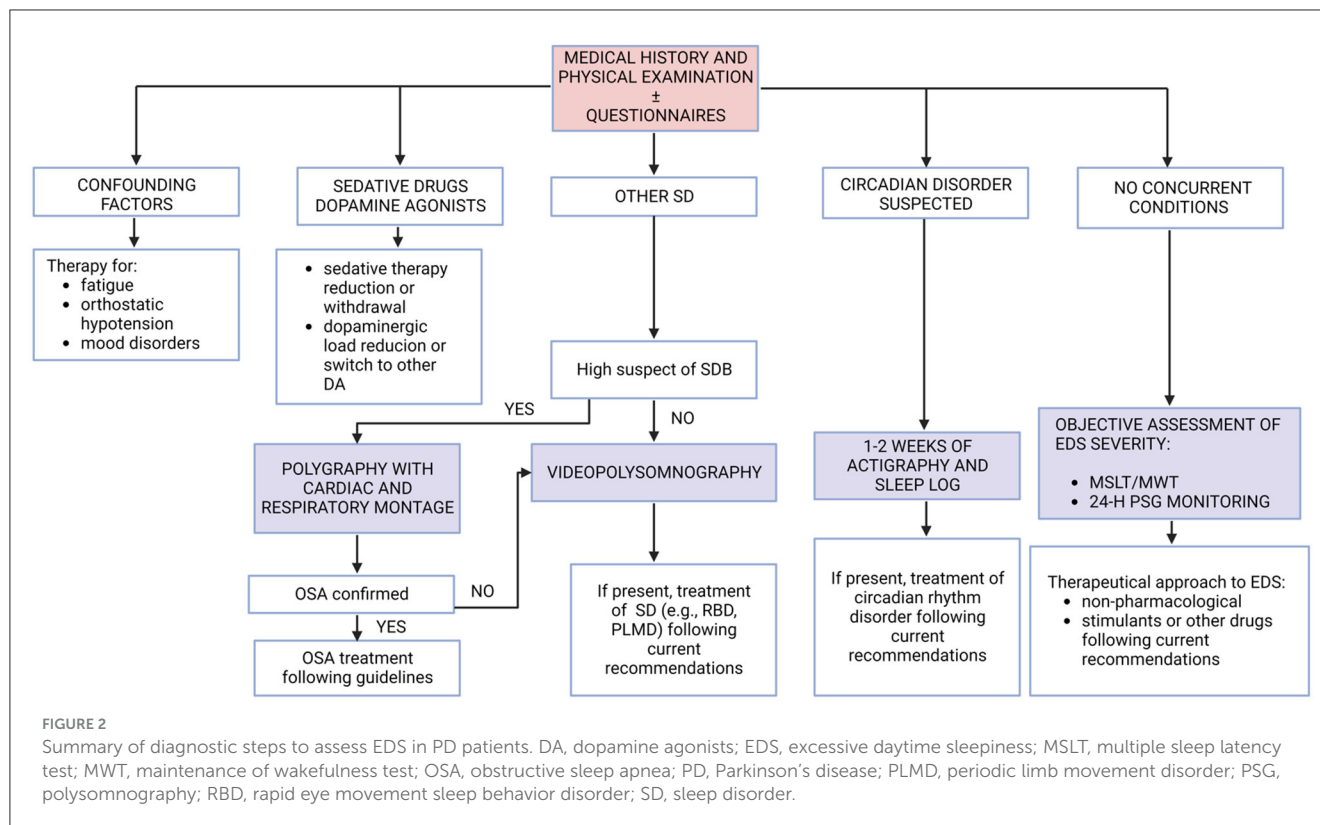 MEDICAL HISTORY AND
PHYSICAL EXAMINATION
±
QUESTIONNAIRES
CONFOUNDING
FACTORS
SEDATIVE DRUGS
DOPAMINE AGONISTS
OTHER SD
CIRCADIAN DISORDER
SUSPECTED
NO CONCURRENT
CONDITIONS
Therapy for:
• fatigue
• orthostatic
hypotension
• mood disorders
• sedative therapy
reduction or
withdrawal
• dopaminergic
load reducion or
switch to other
DA
High suspect of SDB
YES
NO
POLYGRAPHY WITH
CARDIAC AND
RESPIRATORY MONTAGE
VIDEOPOLYSOMNOGRAPHY
1-2 WEEKS OF
ACTIGRAPHY AND
SLEEP LOG
OBJECTIVE ASSESSMENT OF
EDS SEVERITY:
• MSLT/MWT
• 24-H PSG MONITORING
OSA confirmed
NO
YES
OSA treatment
following guidelines
If present, treatment
of SD (e.g., RBD,
PLMD) following
current
recommendations
If present, treatment of
circadian rhythm
disorder following
current
recommendations
Therapeutical approach to EDS:
• non-pharmacological
• stimulants or other drugs
following current
recommendations
FIGURE 2
Summary of diagnostic steps to assess EDS in PD patients. DA, dopamine agonists; EDS, excessive daytime sleepiness; MSLT, multiple sleep latency
test; MWT, maintenance of wakefulness test; OSA, obstructive sleep apnea; PD, Parkinson's disease; PLMD, periodic limb movement disorder; PSG,
polysomnography; RBD, rapid eye movement sleep behavior disorder; SD, sleep disorder.